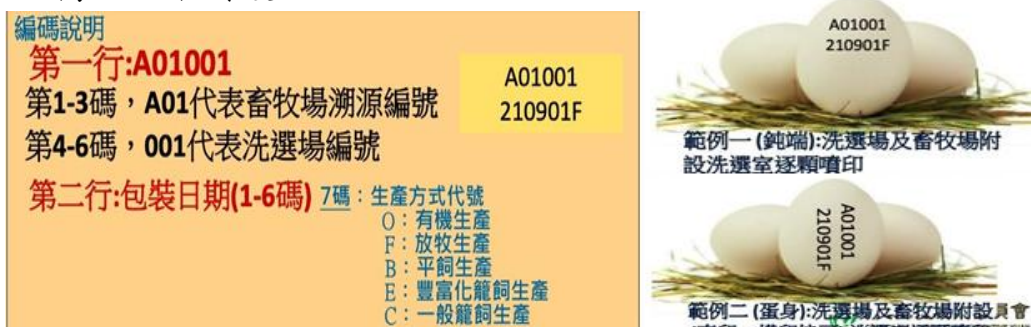 編碼說明
第一行:A01001
第1-3碼，A01代表畜牧場溯源編號
第4-6碼，001代表洗選場編號
A01001
210901F
第二行:包裝日期(1-6碼) 7碼：生產方式代號
O：有機生產
F：放牧生產
B：平飼生產
E：豐富化籠飼生產
C：一般籠飼生產
A01001
210901F
範例一 (鈍端):洗選場及畜牧場附
設洗選室逐顆噴印
A01001
210901F
範例二 (蛋身):洗選場及畜牧場附設
員會